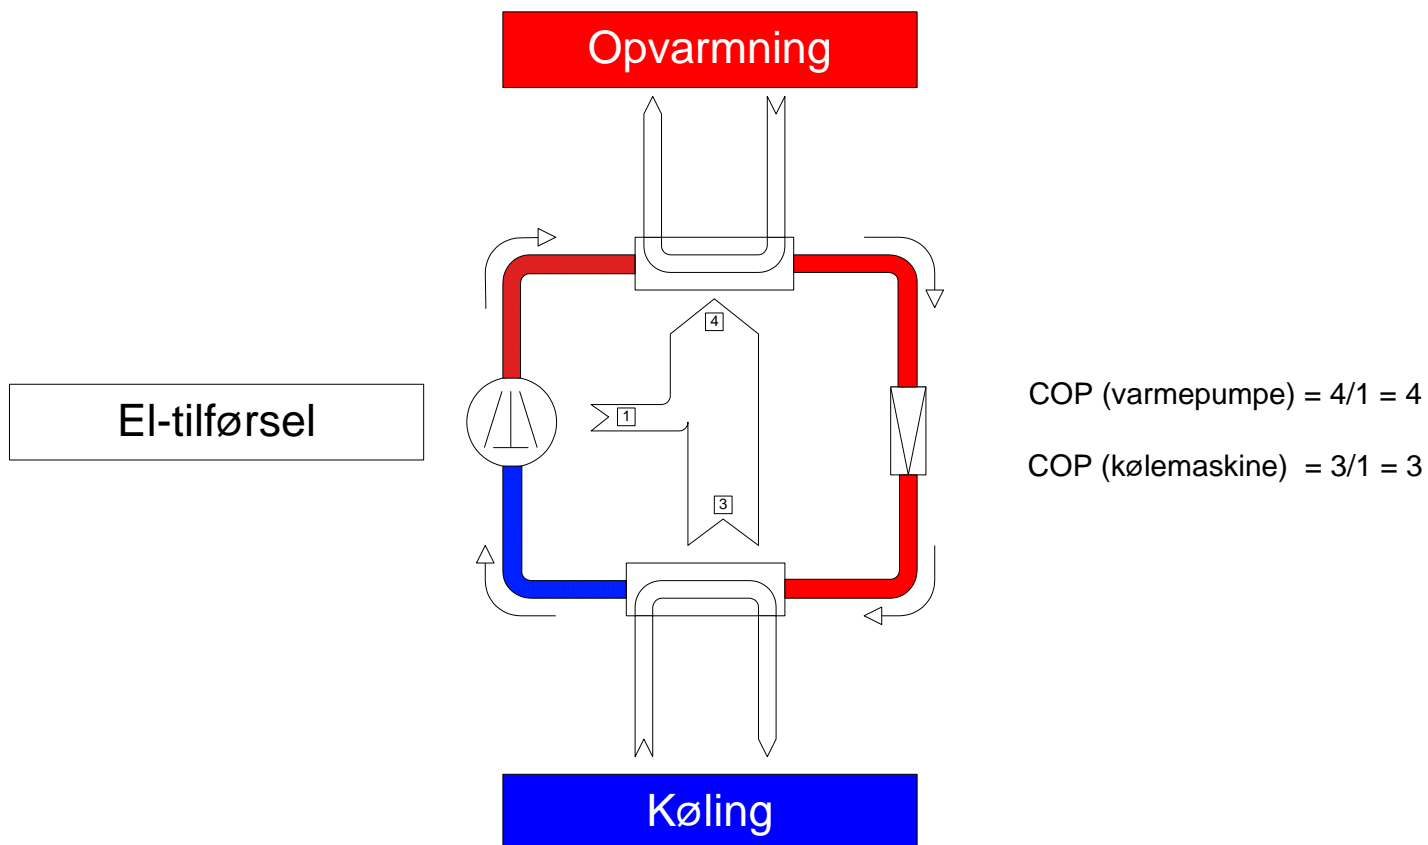 Opvarmning
4
El-tilførsel
1
COP (varmepumpe) = 4/1 = 4
COP (kølemaskine) = 3/1 = 3
3
Køling